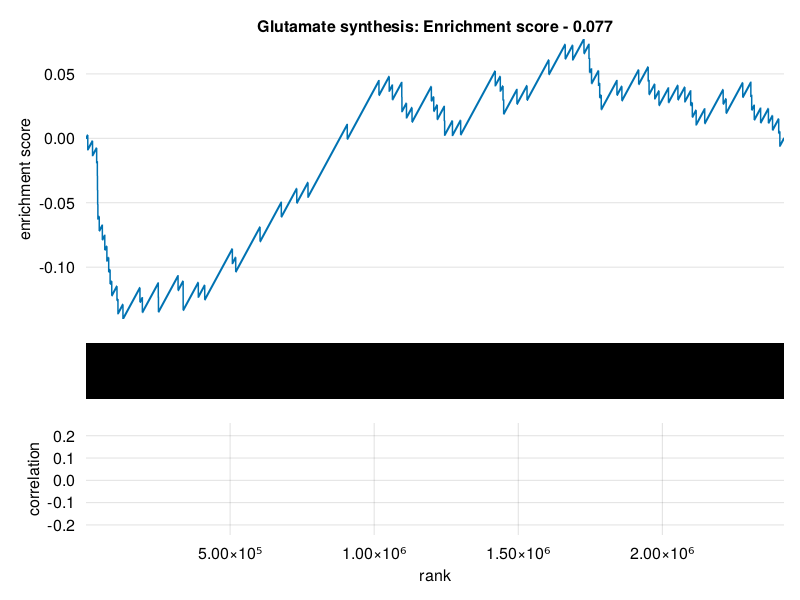 Glutamate synthesis: Enrichment score - 0.077
enrichment score
0.05
0.00
-0.05
-0.10
correlation
0.2
0.1
0.0
-0.1
-0.2
5.00×10⁵ 1.00×10⁶ 1.50×10⁶ 2.00×10⁶
rank